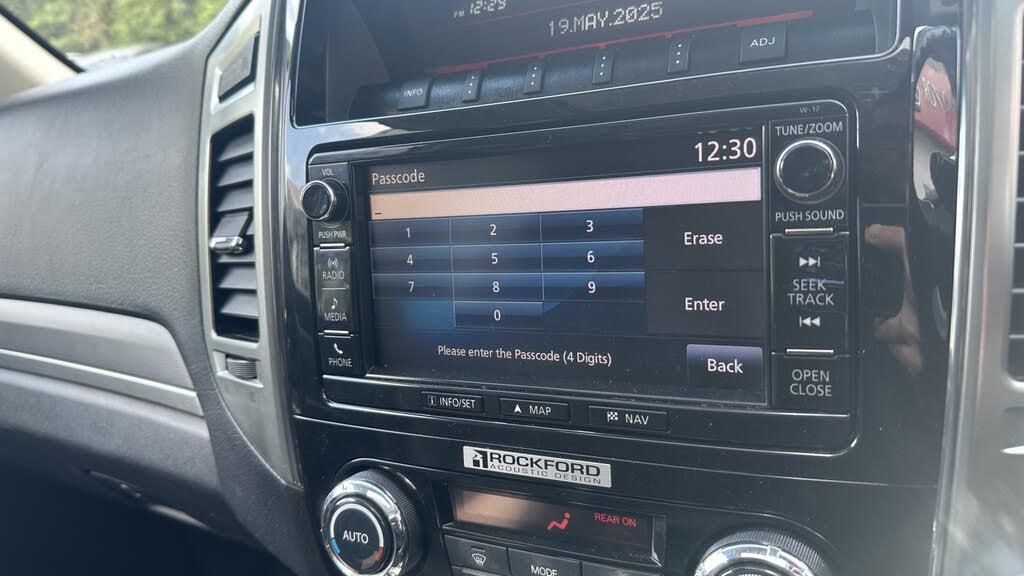 PM 12:29
19.MAY.2025
INFO
ADJ
W-17
VOL
PUSH PWR
RADIO
MEDIA
PHONE
12:30
Passcode
_
1 2 3
4 5 6
7 8 9
0
Erase
Enter
Please enter the Passcode (4 Digits)
Back
TUNE/ZOOM
PUSH SOUND
SEEK
TRACK
OPEN
CLOSE
i INFO/SET
MAP
NAV
ROCKFORD
ACOUSTIC DESIGN
AUTO
REAR ON
MODE